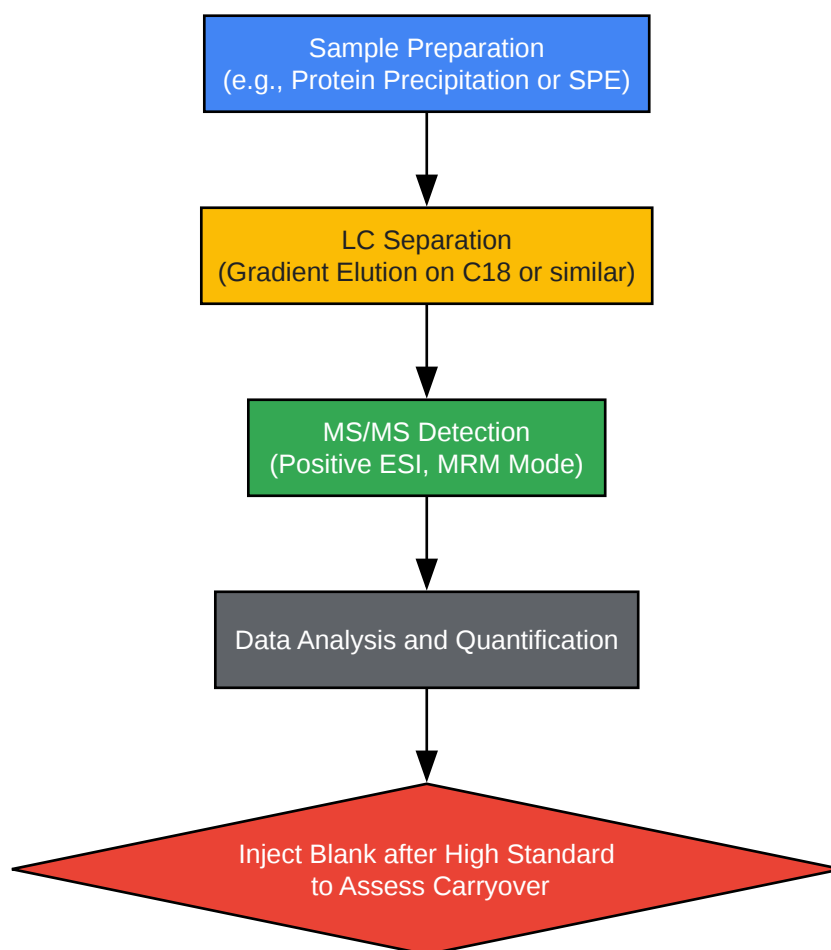 Sample Preparation
(e.g., Protein Precipitation or SPE)
LC Separation
(Gradient Elution on C18 or similar)
MS/MS Detection
(Positive ESI, MRM Mode)
Data Analysis and Quantification
Inject Blank after High Standard
to Assess Carryover